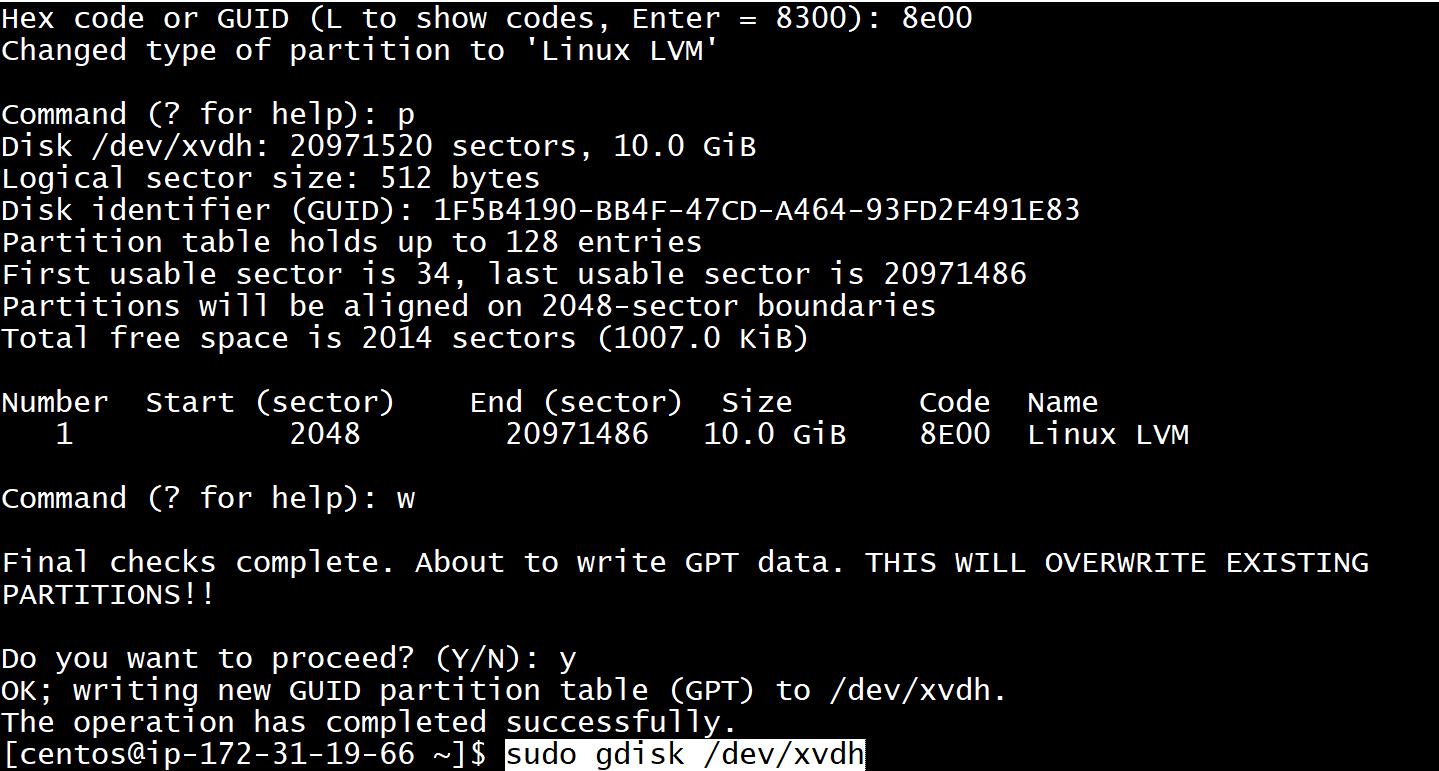 Hex code or GUID (L to show codes, Enter = 8300): 8e00
Changed type of partition to 'Linux LVM'
Command (? for help): p
Disk /dev/xvdh: 20971520 sectors, 10.0 GiB
Logical sector size: 512 bytes
Disk identifier (GUID): 1F5B4190-BB4F-47CD-A464-93FD2F491E83
Partition table holds up to 128 entries
First usable sector is 34, last usable sector is 20971486
Partitions will be aligned on 2048-sector boundaries
Total free space is 2014 sectors (1007.0 KiB)
Number  Start (sector)    End (sector)  Size       Code  Name
   1            2048        20971486   10.0 GiB    8E00  Linux LVM
Command (? for help): w
Final checks complete. About to write GPT data. THIS WILL OVERWRITE EXISTING
PARTITIONS!!
Do you want to proceed? (Y/N): y
OK; writing new GUID partition table (GPT) to /dev/xvdh.
The operation has completed successfully.
[centos@ip-172-31-19-66 ~]$ sudo gdisk /dev/xvdh